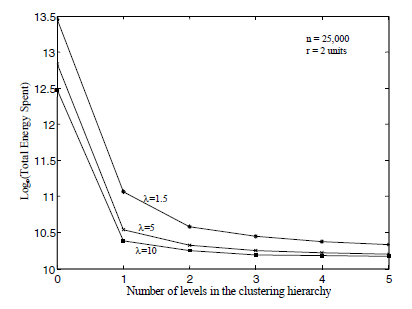 13.5
13
12.5
12
11.5
11
10.5
10
Logₑ(Total Energy Spent)
n = 25,000
r = 2 units
λ=1.5
λ=5
λ=10
0 1 2 3 4 5
Number of levels in the clustering hierarchy